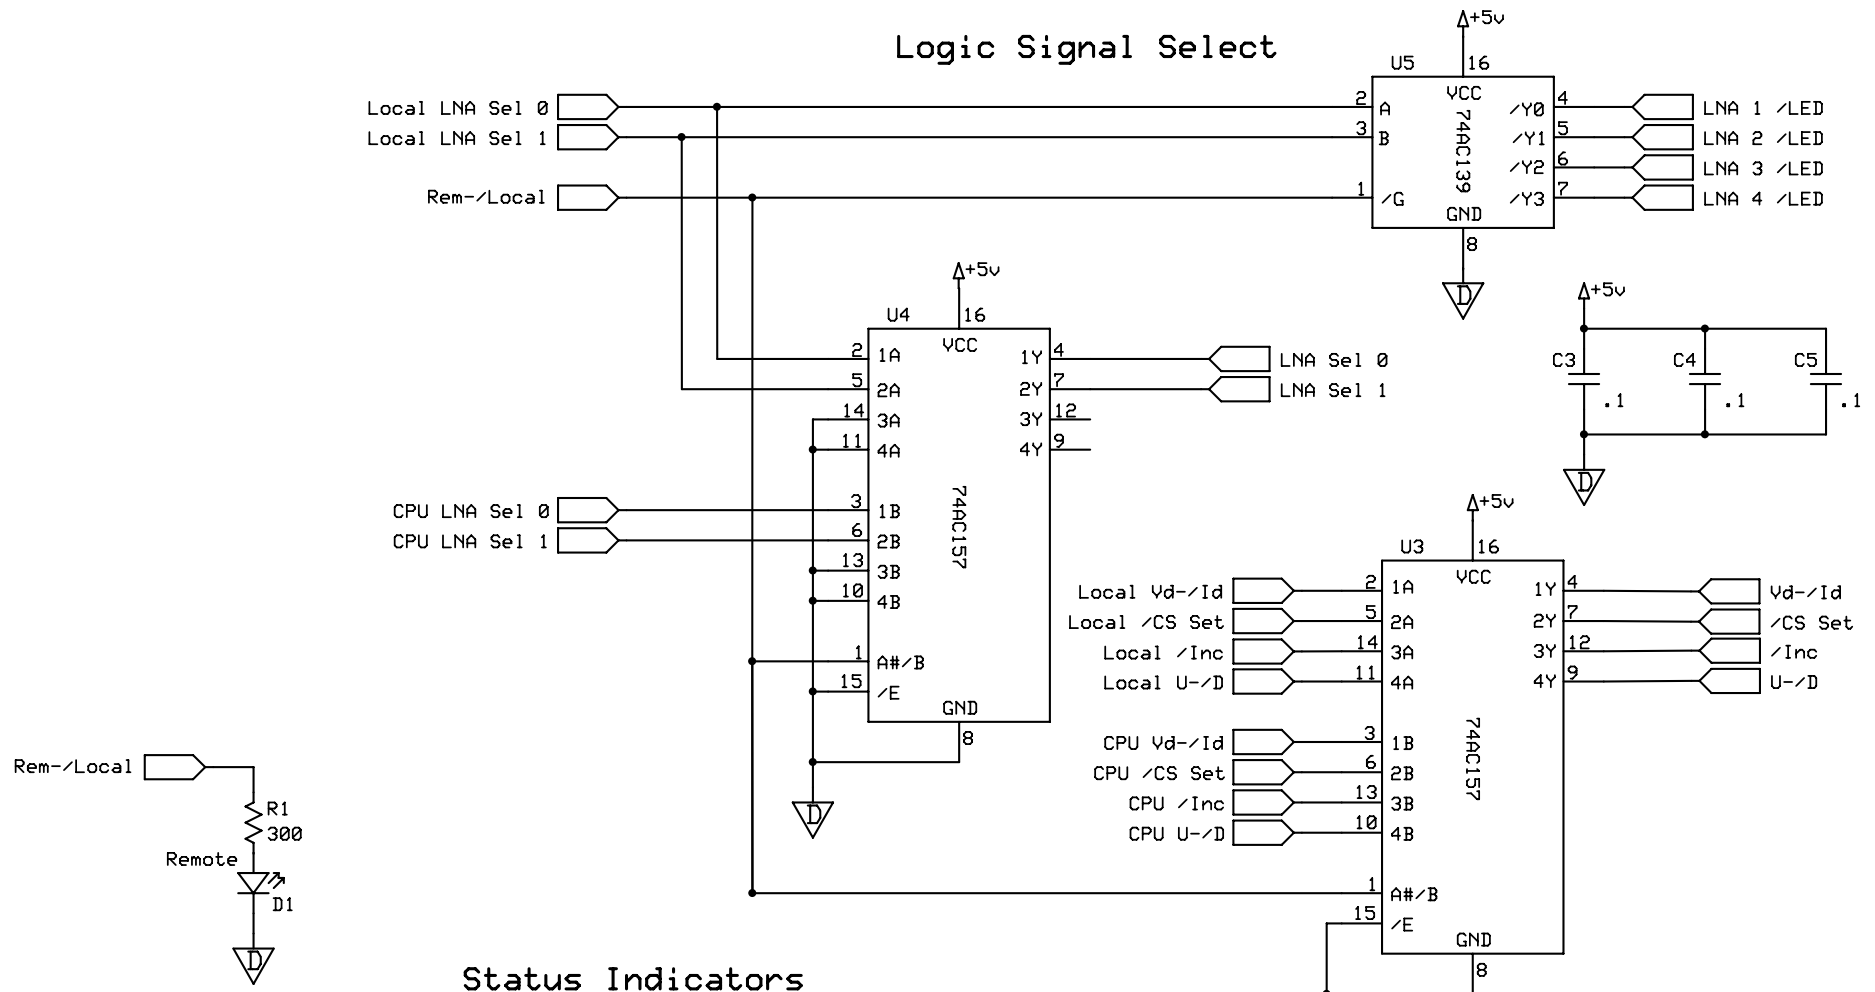 Logic Signal Select
+5v
U5
16
VCC
Local LNA Sel 0
2
A
/Y0
4
LNA 1 /LED
Local LNA Sel 1
3
B
/Y1
5
LNA 2 /LED
74AC139
/Y2
6
LNA 3 /LED
Rem-/Local
1
/G
/Y3
7
LNA 4 /LED
GND
8
D
+5v
U4
16
VCC
2
1A
1Y
4
LNA Sel 0
5
2A
2Y
7
LNA Sel 1
14
3A
3Y
12
11
4A
4Y
9
74AC157
CPU LNA Sel 0
3
1B
CPU LNA Sel 1
6
2B
13
3B
10
4B
1
A#/B
15
/E
GND
8
D
+5v
C3
C4
C5
.1
.1
.1
D
+5v
U3
16
VCC
Local Vd-/Id
2
1A
1Y
4
Vd-/Id
Local /CS Set
5
2A
2Y
7
/CS Set
Local /Inc
14
3A
3Y
12
/Inc
Local U-/D
11
4A
4Y
9
U-/D
74AC157
CPU Vd-/Id
3
1B
CPU /CS Set
6
2B
CPU /Inc
13
3B
CPU U-/D
10
4B
1
A#/B
15
/E
GND
8
Rem-/Local
R1
300
Remote
D1
D
Status Indicators